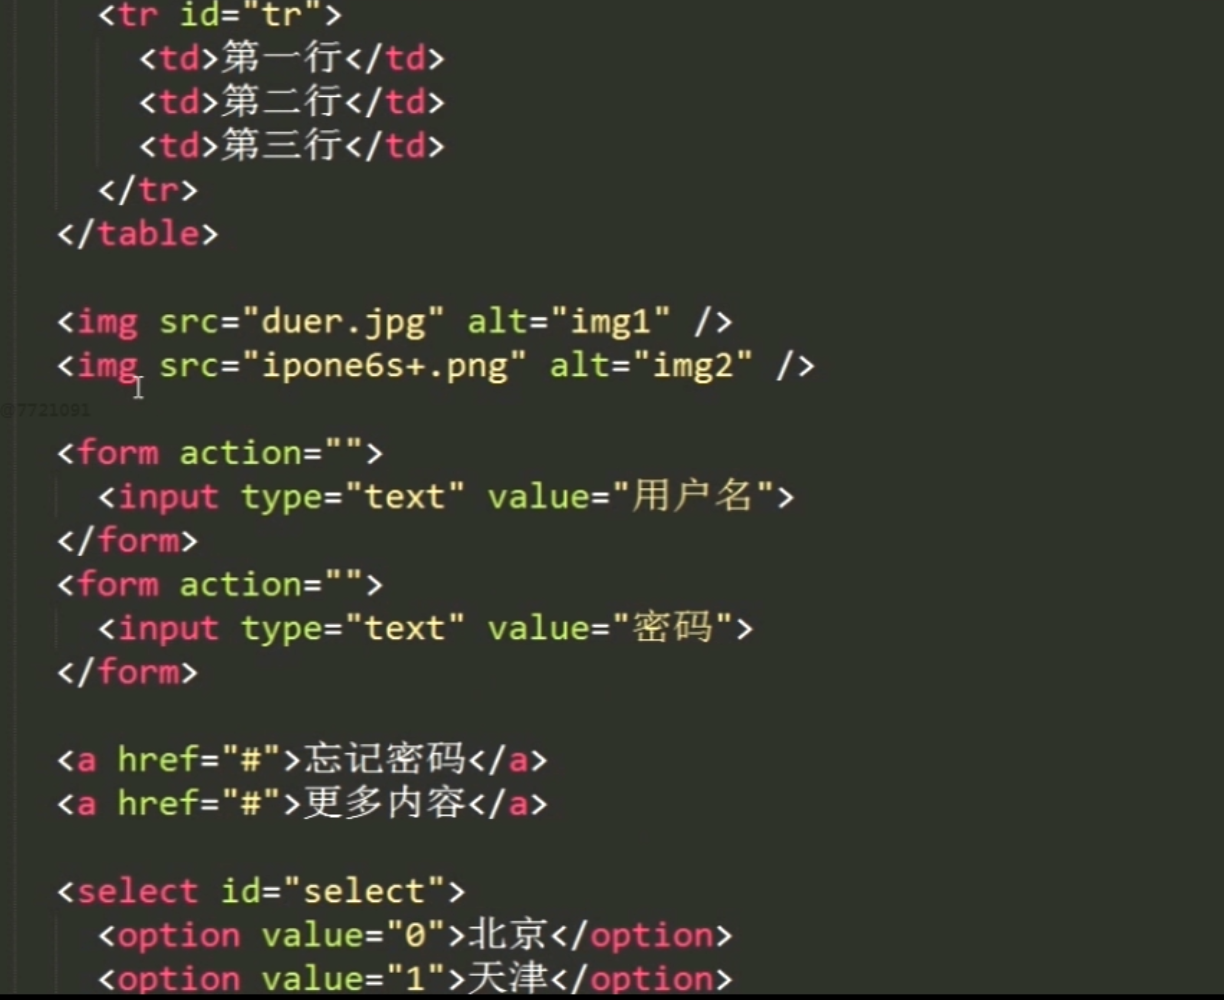 <tr id="tr">
<td>第一行</td>
<td>第二行</td>
<td>第三行</td>
</tr>
</table>
<img src="duer.jpg" alt="img1" />
<img src="ipone6s+.png" alt="img2" />
@7721091
<form action="">
<input type="text" value="用户名">
</form>
<form action="">
<input type="text" value="密码">
</form>
<a href="#">忘记密码</a>
<a href="#">更多内容</a>
<select id="select">
<option value="0">北京</option>
<option value="1">天津</option>